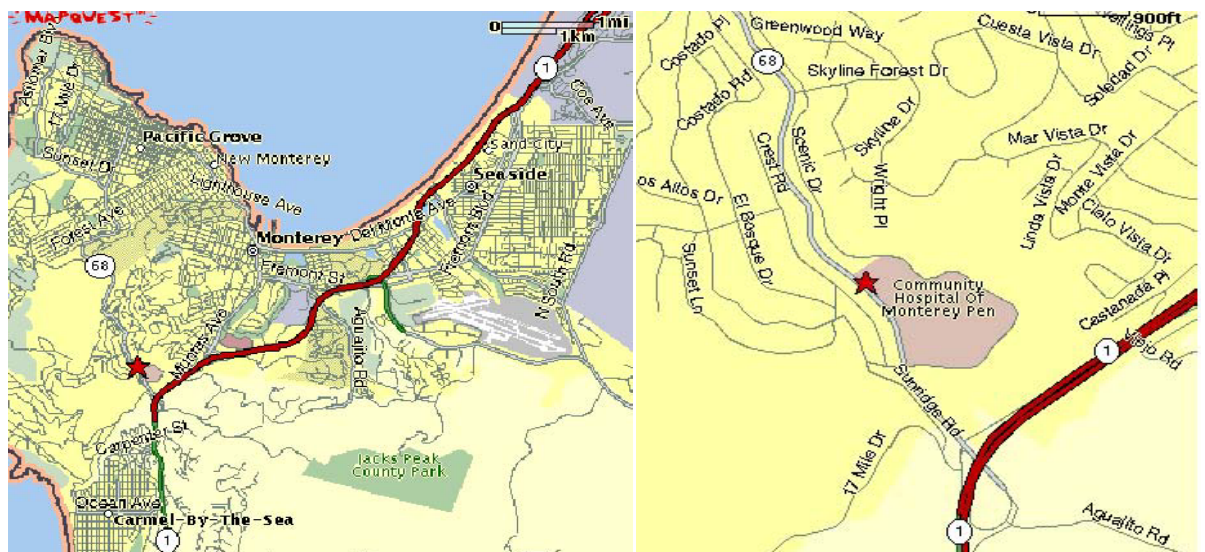 MAPQUEST
0 1mi
1km
1
Asilomar Blv
17 Mile Dr
Coe Ave
Pacific Grove
Sand City
New Monterey
Sunset Dr
Seaside
Lighthouse Ave
Forest Ave
Del Monte Ave
Fremont Blvd
Monterey
68
Fremont St
N South Rd
Munras Ave
Aguajito Rd
Carpenter St
Jacks Peak
County Park
Ocean Ave
Carmel-By-The-Sea
1
900ft
Costado Pl
Greenwood Way
Cuesta Vista Dr
68
Skyline Forest Dr
Soledad Dr
Costado Rd
Skyline Dr
Mar Vista Dr
Crest Rd
Scenic Dr
Wright Pl
Linda Vista Dr
Monte Vista Dr
os Altos Dr
El Bosque Dr
Cielo Vista Dr
Sunset Ln
Community
Hospital Of
Monterey Pen
Castanada Pl
1
Viejo Rd
Sunridge Rd
17 Mile Dr
Aguajito Rd
1